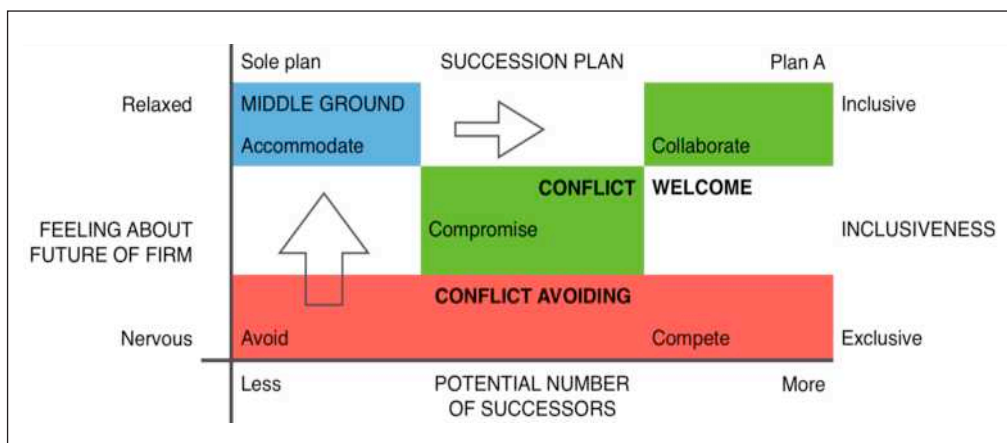 Sole plan SUCCESSION PLAN Plan A
Relaxed MIDDLE GROUND Inclusive
Accommodate Collaborate
CONFLICT WELCOME
FEELING ABOUT Compromise INCLUSIVENESS
FUTURE OF FIRM
CONFLICT AVOIDING
Nervous Avoid Compete Exclusive
Less POTENTIAL NUMBER More
OF SUCCESSORS